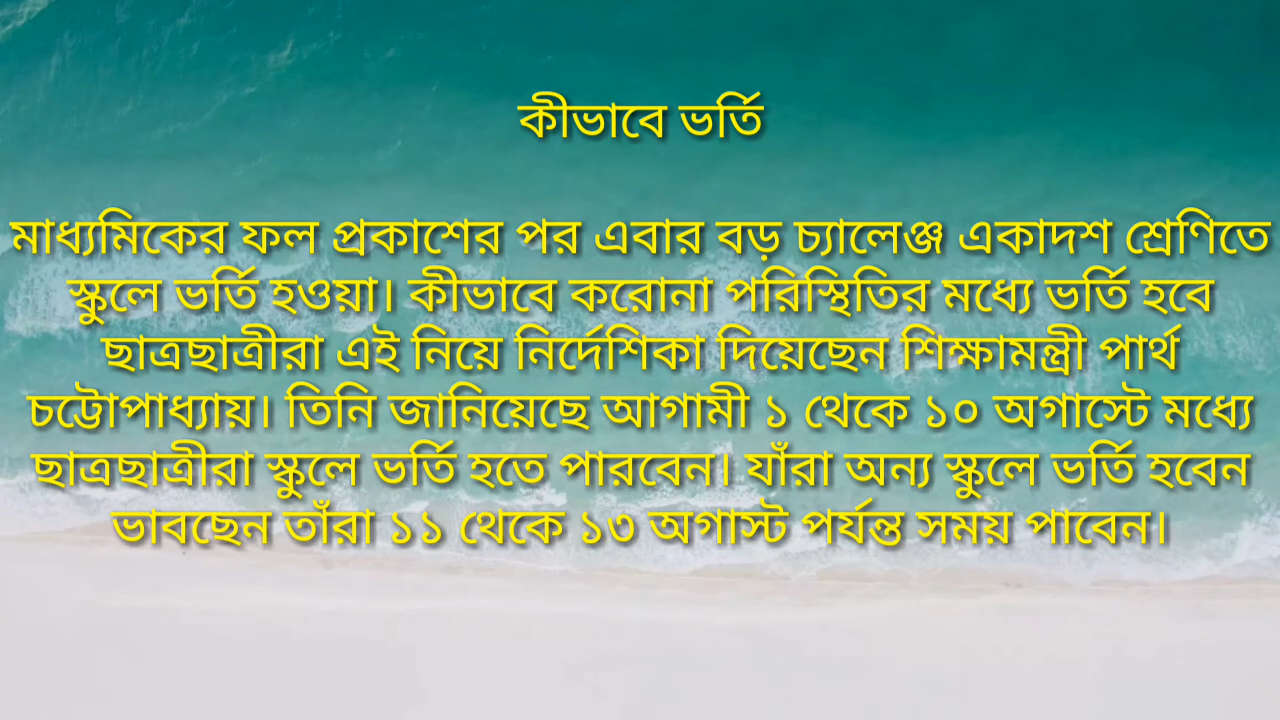 কীভাবে ভর্তি
মাধ্যমিকের ফল প্রকাশের পর এবার বড় চ্যালেঞ্জ একাদশ শ্রেণিতে
স্কুলে ভর্তি হওয়া। কীভাবে করোনা পরিস্থিতির মধ্যে ভর্তি হবে
ছাত্রছাত্রীরা এই নিয়ে নির্দেশিকা দিয়েছেন শিক্ষামন্ত্রী পার্থ
চট্টোপাধ্যায়। তিনি জানিয়েছে আগামী ১ থেকে ১০ অগাস্টে মধ্যে
ছাত্রছাত্রীরা স্কুলে ভর্তি হতে পারবেন। যাঁরা অন্য স্কুলে ভর্তি হবেন
ভাবছেন তাঁরা ১১ থেকে ১৩ অগাস্ট পর্যন্ত সময় পাবেন।